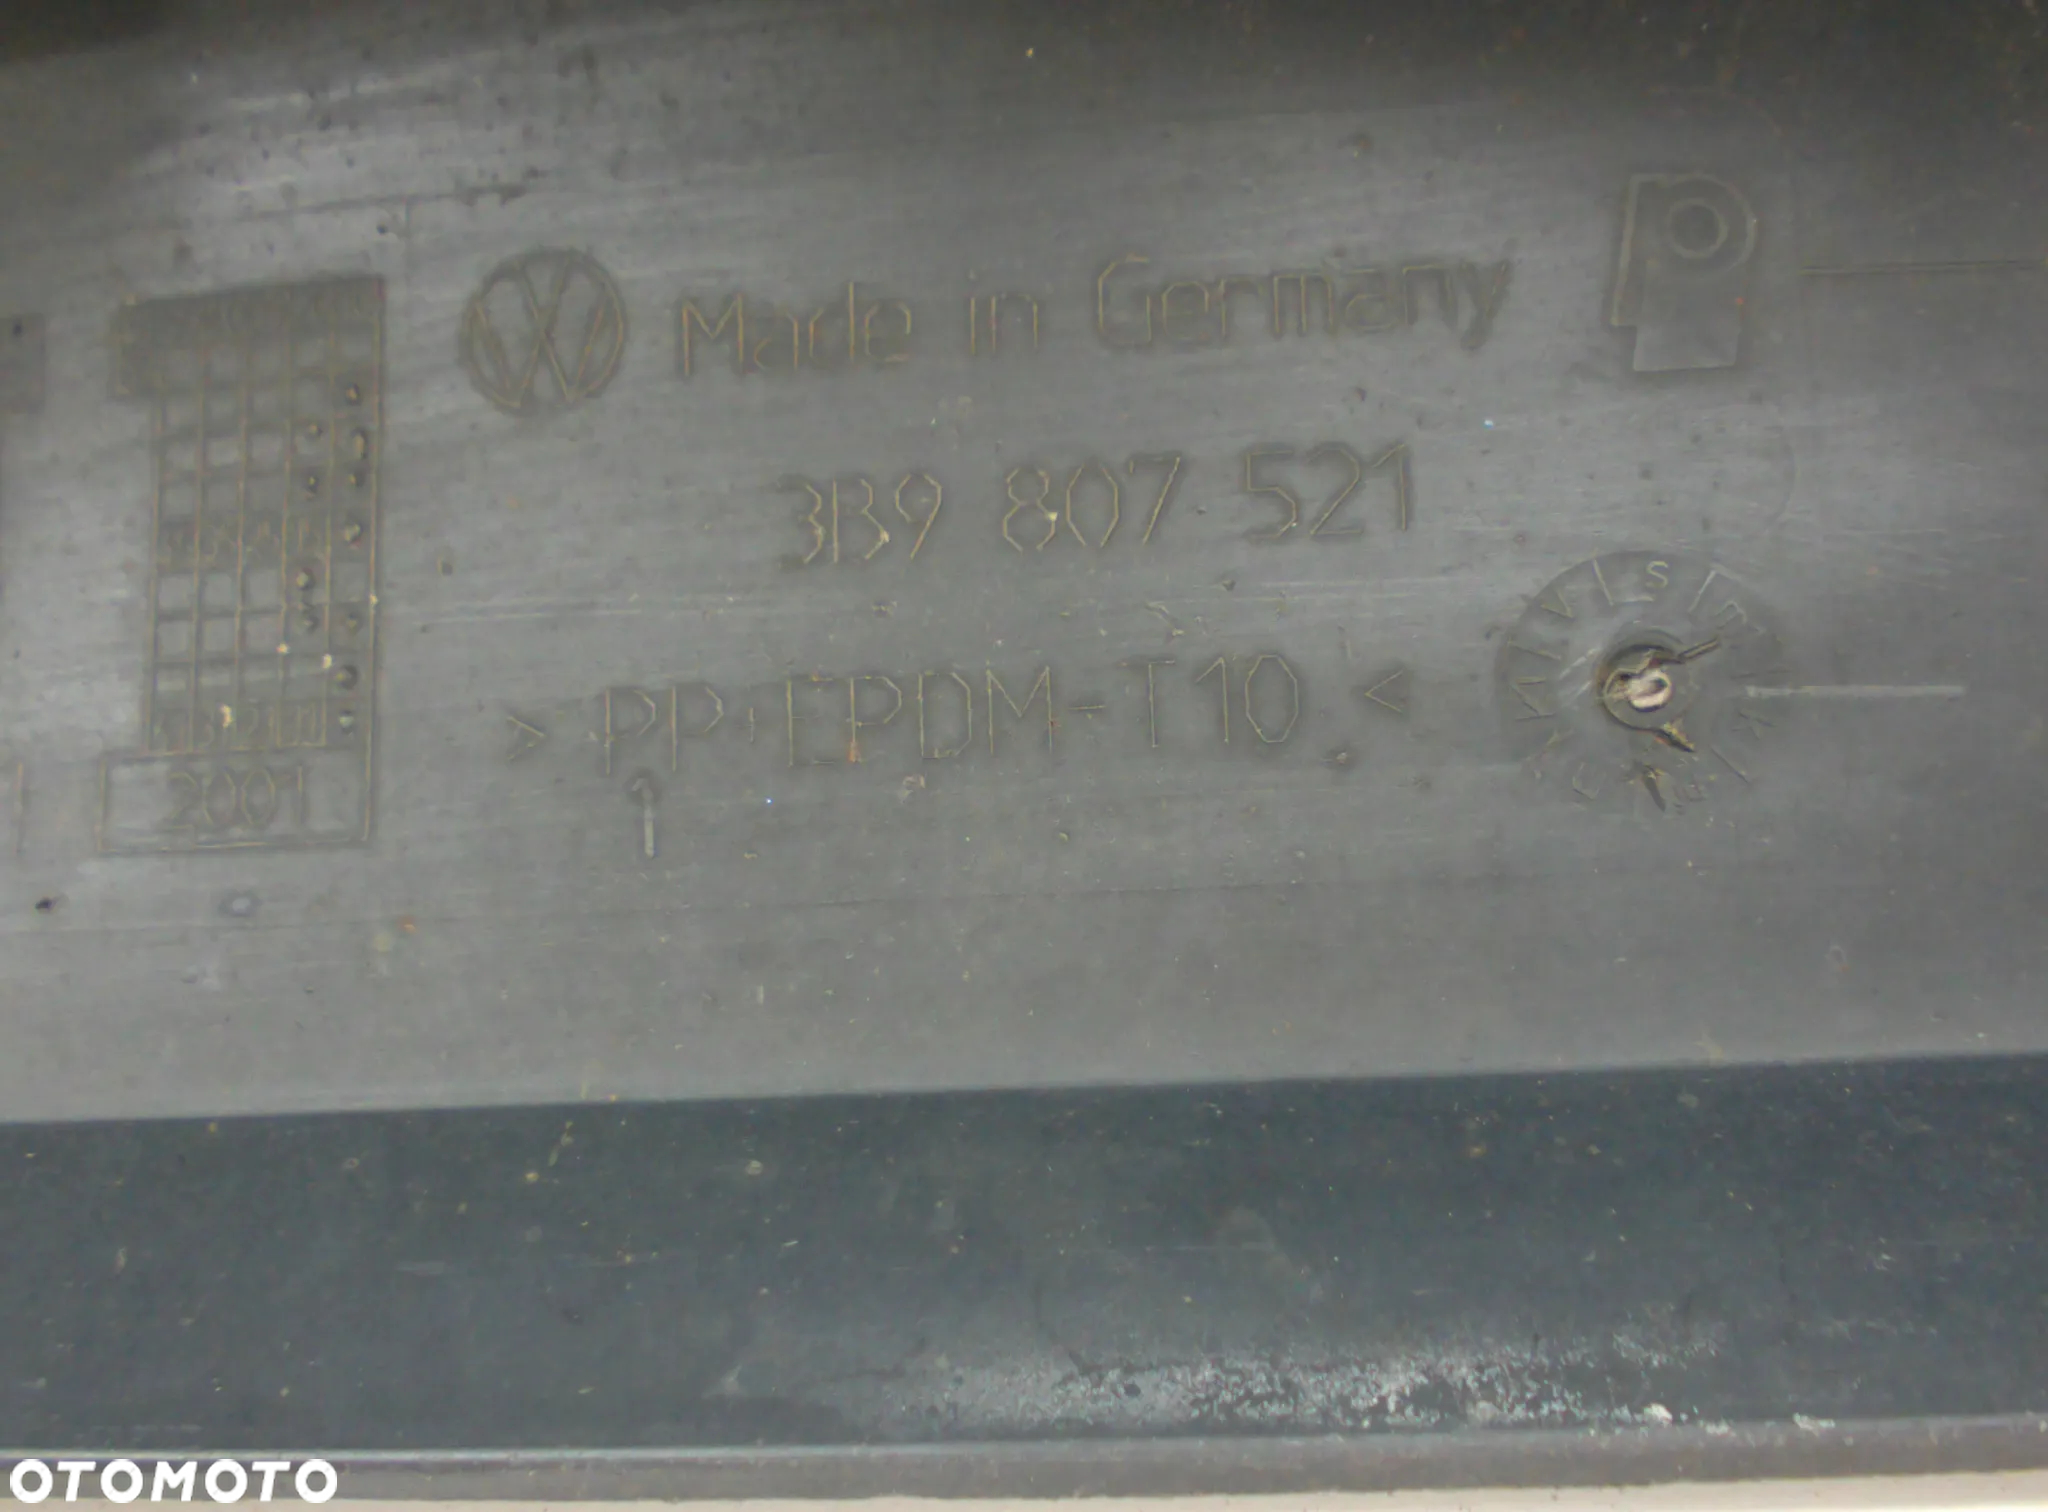 Made in Germany
3B9 807 521
> PP+EPDM-T10 <
2001
OTOMOTO